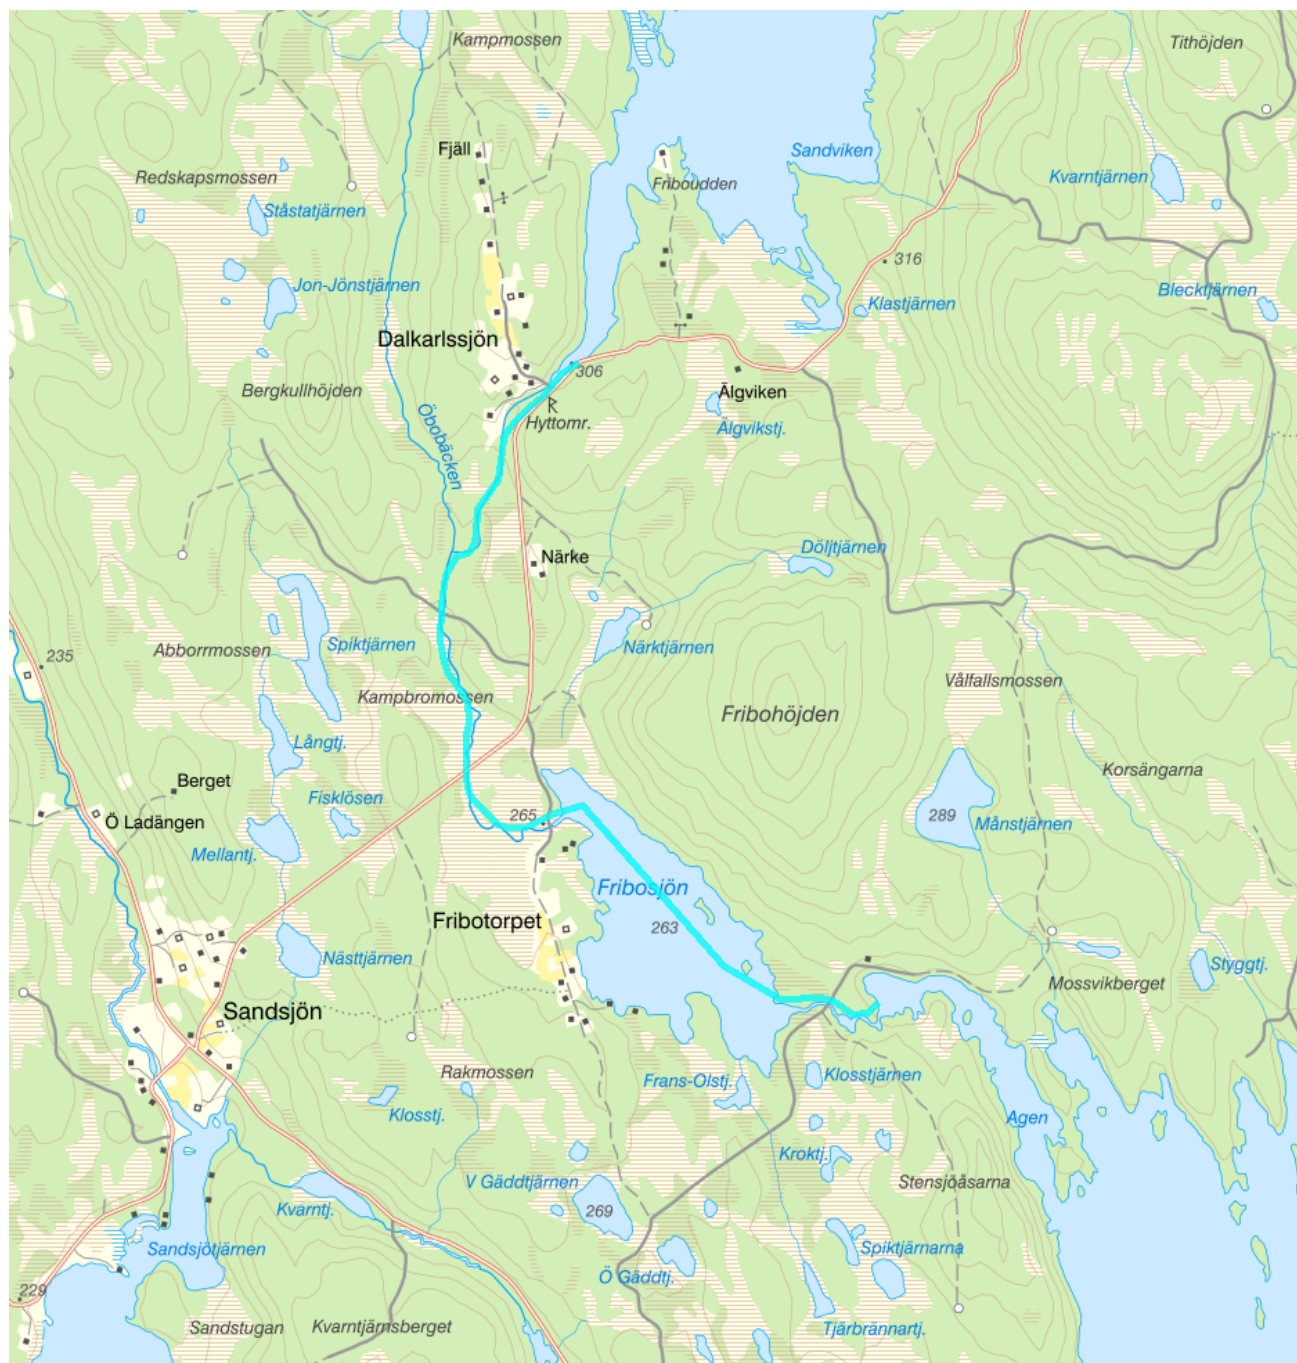 Kampmossen
Tithöjden
Fjäll
Sandviken
Redskapsmossen
Friboudden
Kvarntjärnen
Ståstatjärnen
316
Jon-Jönstjärnen
Klastjärnen
Blecktjärnen
Dalkarlssjön
306
Bergkullhöjden
Älgviken
Hyttomr.
Älgvikstj.
Öbobäcken
Döljtjärnen
Närke
Spiktjärnen
Närktjärnen
Abborrmossen
235
Vålfallsmossen
Kampbromossen
Fribohöjden
Långtj.
Korsängarna
Berget
Fisklösen
265
289
Månstjärnen
Ö Ladängen
Mellantj.
Fribosjön
Fribotorpet
263
Nästtjärnen
Styggtj.
Mossvikberget
Sandsjön
Rakmossen
Frans-Olstj.
Klosstjärnen
Klosstj.
Agen
Kroktj.
V Gäddtjärnen
Stensjöåsarna
Kvarntj.
269
Sandsjötjärnen
Spiktjärnarna
Ö Gäddtj.
229
Sandstugan
Kvarntjärnsberget
Tjärbrännartj.